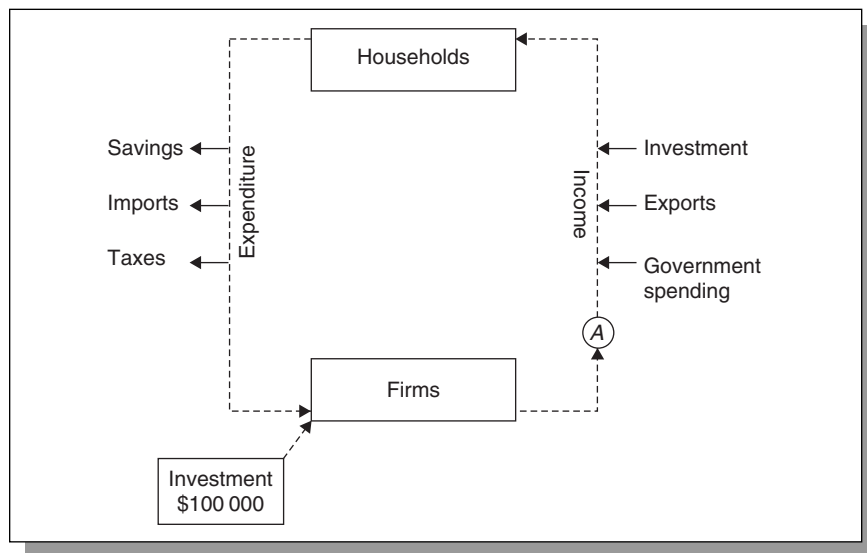 Households
Savings
Imports
Taxes
Expenditure
Income
Investment
Exports
Government
spending
A
Firms
Investment
$100 000